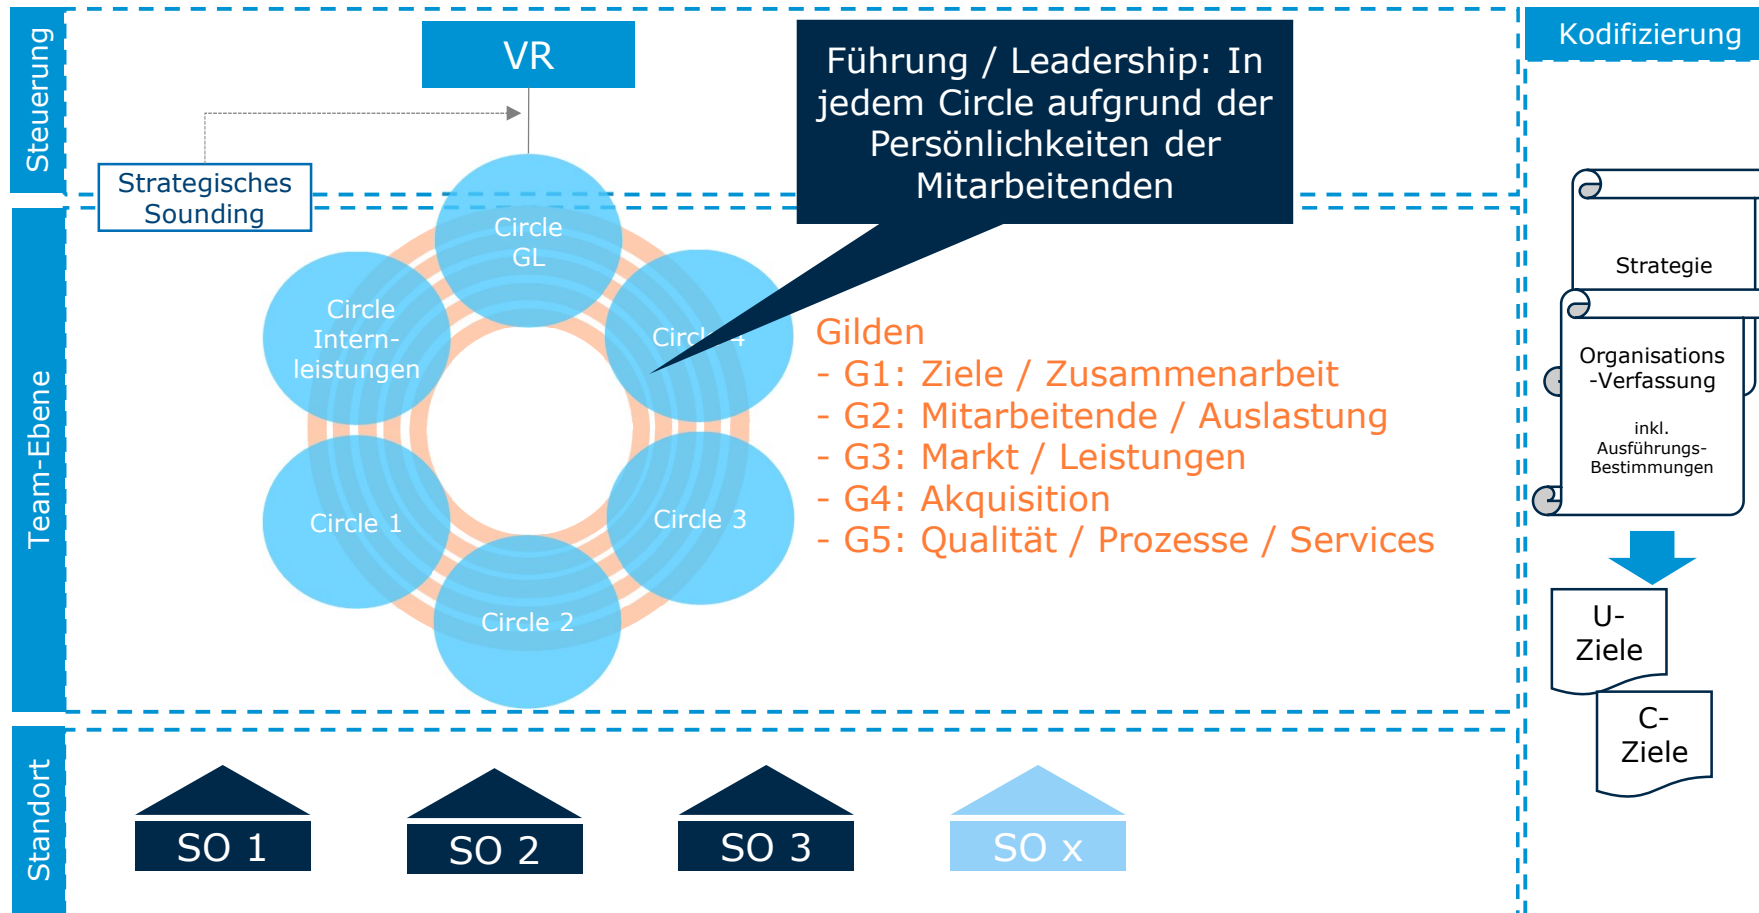 Steuerung
VR
Führung / Leadership: In
jedem Circle aufgrund der
Persönlichkeiten der
Mitarbeitenden
Kodifizierung
Strategisches
Sounding
Team-Ebene
Circle
GL
Circle
Intern-
leistungen
Circle 4
Circle 1
Circle 3
Circle 2
Gilden
- G1: Ziele / Zusammenarbeit
- G2: Mitarbeitende / Auslastung
- G3: Markt / Leistungen
- G4: Akquisition
- G5: Qualität / Prozesse / Services
Strategie
Organisations
-Verfassung
inkl.
Ausführungs-
Bestimmungen
U-
Ziele
C-
Ziele
Standort
SO 1
SO 2
SO 3
SO x